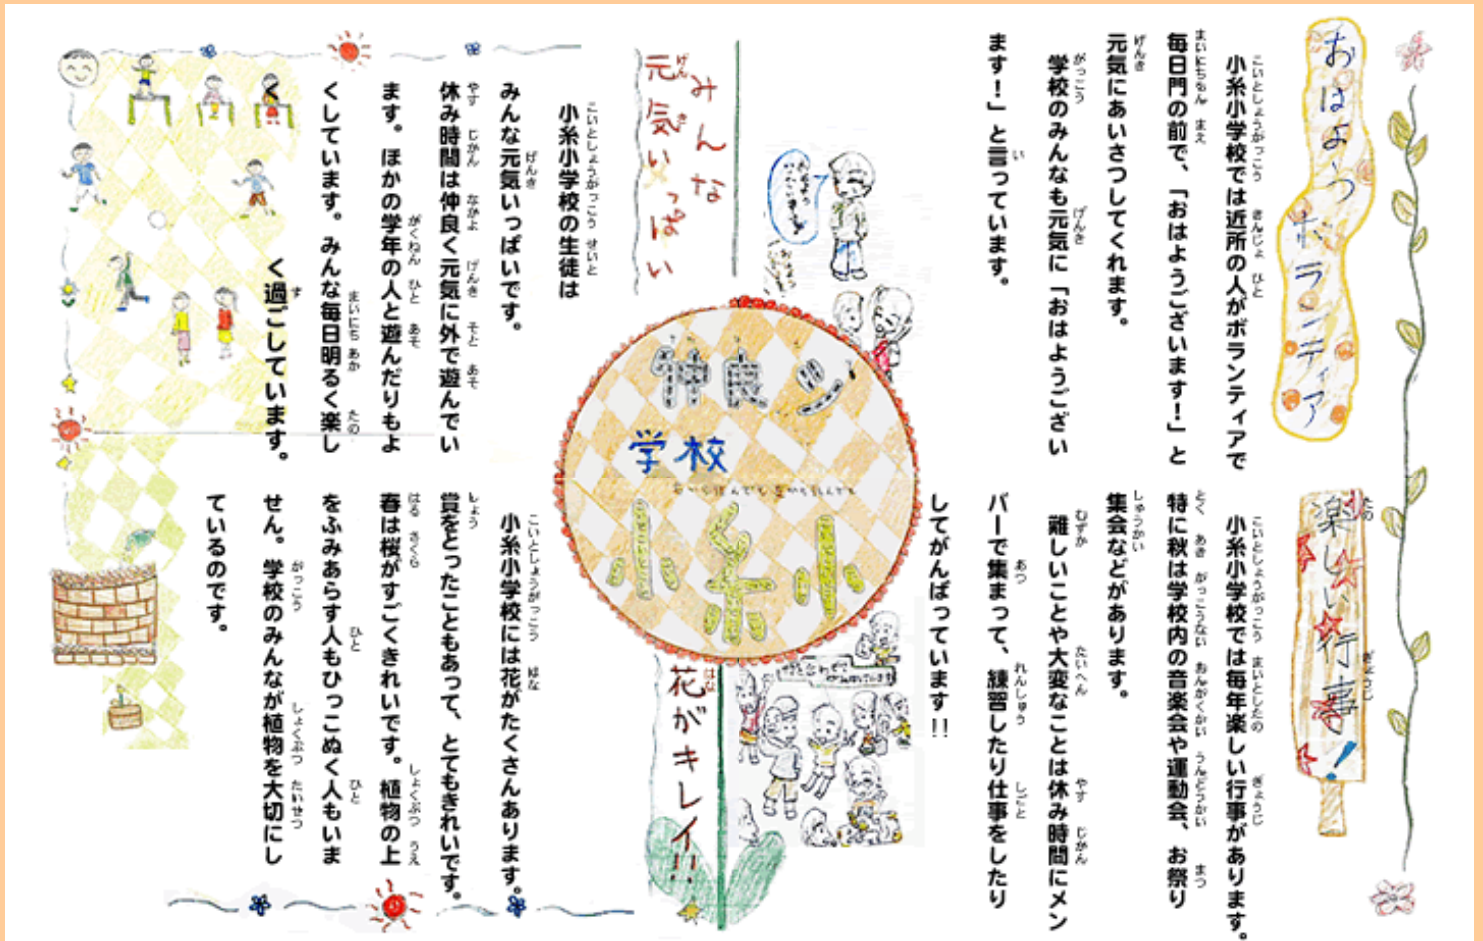 おはようボランティア
小糸小学校では近所の人がボランティアで
毎日門の前で、「おはようございます！」と
元気にあいさつしてくれます。
学校のみんなも元気に「おはようござい
ます！」と言っています。
楽しい行事！
小糸小学校では毎年楽しい行事があります。
特に秋は学校内の音楽会や運動会、お祭り
集会などがあります。
難しいことや大変なことは休み時間にメン
バーで集まって、練習したり仕事をしたり
してがんばっています!!
仲良シ
学校
右から読んでも左から読んでも
小糸小
みんな
元気いっぱい
小糸小学校の生徒は
みんな元気いっぱいです。
休み時間は仲良く元気に外で遊んでい
ます。ほかの学年の人と遊んだりもよ
くしています。みんな毎日明るく楽し
く過ごしています。
く
花がキレイ!!
小糸小学校には花がたくさんあります。
賞をとったこともあって、とてもきれいです。
春は桜がすごくきれいです。植物の上
をふみあらす人もひっこぬく人もいま
せん。学校のみんなが植物を大切にし
ているのです。